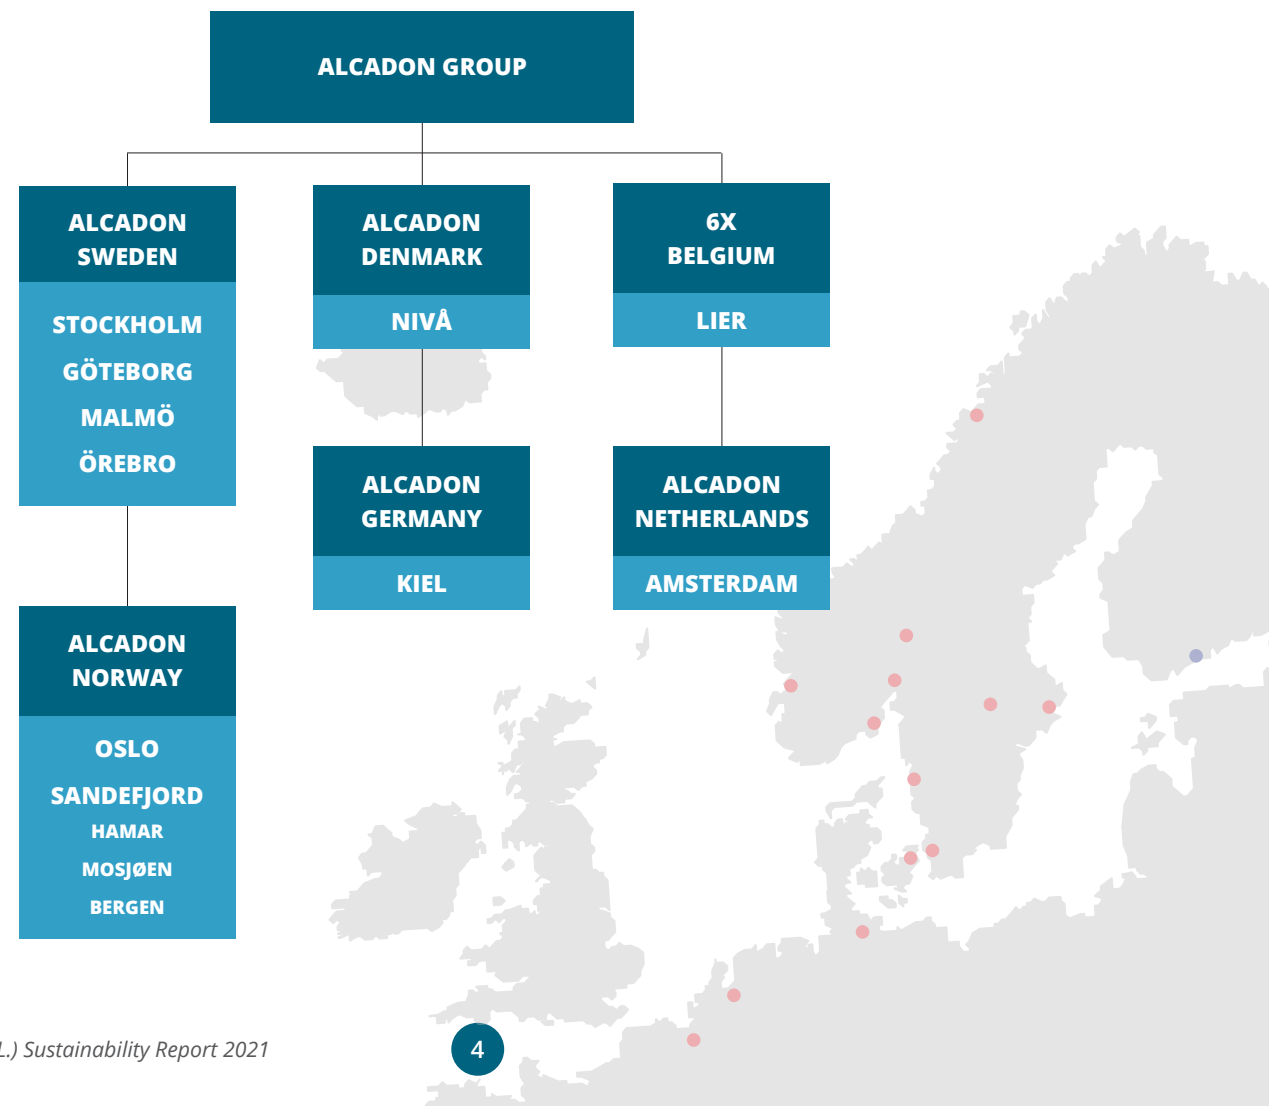 ALCADON GROUP
ALCADON
SWEDEN
STOCKHOLM
GÖTEBORG
MALMÖ
ÖREBRO
ALCADON
NORWAY
OSLO
SANDEFJORD
HAMAR
MOSJØEN
BERGEN
ALCADON
DENMARK
NIVÅ
ALCADON
GERMANY
KIEL
6X
BELGIUM
LIER
ALCADON
NETHERLANDS
AMSTERDAM
L.) Sustainability Report 2021
4